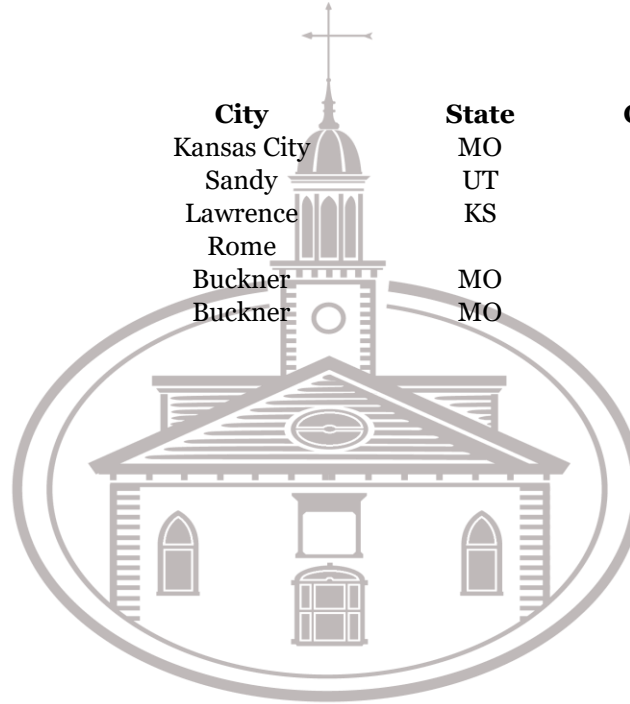 City State
Kansas City MO
Sandy UT
Lawrence KS
Rome
Buckner MO
Buckner MO